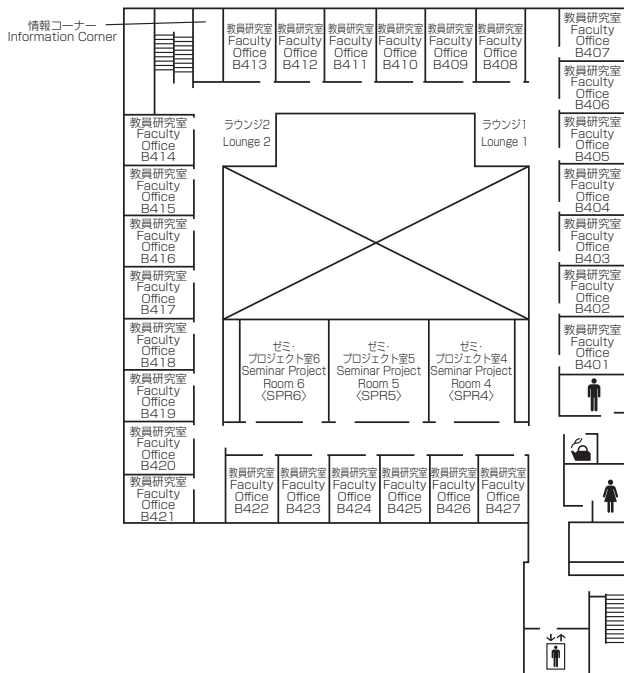 情報コーナー
Information Corner
教員研究室
Faculty
Office
B413
教員研究室
Faculty
Office
B412
教員研究室
Faculty
Office
B411
教員研究室
Faculty
Office
B410
教員研究室
Faculty
Office
B409
教員研究室
Faculty
Office
B408
教員研究室
Faculty
Office
B407
教員研究室
Faculty
Office
B406
教員研究室
Faculty
Office
B405
教員研究室
Faculty
Office
B404
教員研究室
Faculty
Office
B403
教員研究室
Faculty
Office
B402
教員研究室
Faculty
Office
B401
ラウンジ2
Lounge 2
ラウンジ1
Lounge 1
教員研究室
Faculty
Office
B414
教員研究室
Faculty
Office
B415
教員研究室
Faculty
Office
B416
教員研究室
Faculty
Office
B417
教員研究室
Faculty
Office
B418
教員研究室
Faculty
Office
B419
教員研究室
Faculty
Office
B420
教員研究室
Faculty
Office
B421
ゼミ・
プロジェクト室6
Seminar Project
Room 6
〈SPR6〉
ゼミ・
プロジェクト室5
Seminar Project
Room 5
〈SPR5〉
ゼミ・
プロジェクト室4
Seminar Project
Room 4
〈SPR4〉
教員研究室
Faculty
Office
B422
教員研究室
Faculty
Office
B423
教員研究室
Faculty
Office
B424
教員研究室
Faculty
Office
B425
教員研究室
Faculty
Office
B426
教員研究室
Faculty
Office
B427